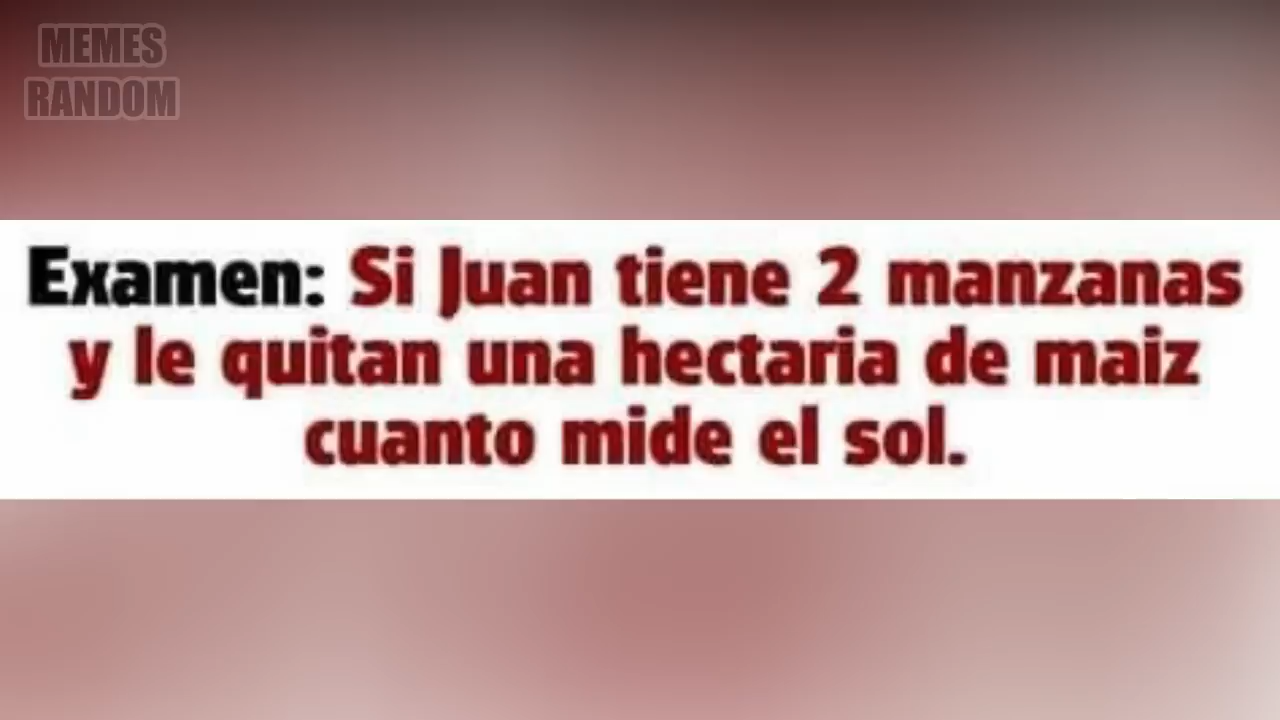 MEMES
RANDOM
Examen: Si Juan tiene 2 manzanas
y le quitan una hectaria de maiz
cuanto mide el sol.